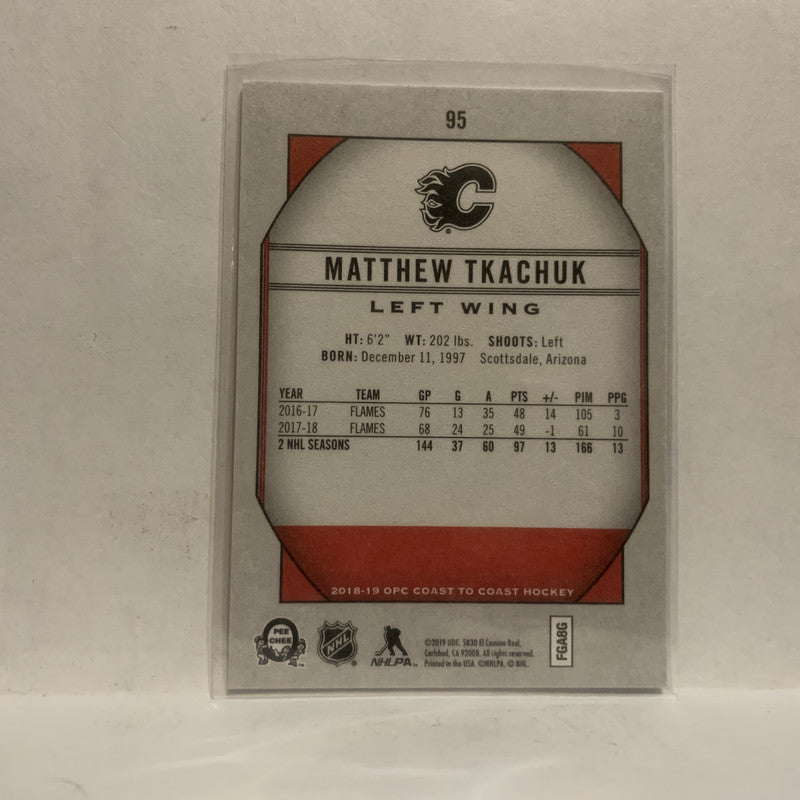 95
C
MATTHEW TKACHUK
LEFT WING
HT: 6'2" WT: 202 lbs. SHOOTS: Left
BORN: December 11, 1997 Scottsdale, Arizona
YEAR TEAM GP G A PTS +/- PIM PPG
2016-17 FLAMES 76 13 35 48 14 105 3
2017-18 FLAMES 68 24 25 49 -1 61 10
2 NHL SEASONS 144 37 60 97 13 166 13
2018-19 OPC COAST TO COAST HOCKEY
PEE CHEE
NHL
NHLPA
©2019 UDC. 5830 El Camino Real,
Carlsbad, CA 92008. All rights reserved.
Printed in the USA. ©NHLPA. © NHL.
FGA8G